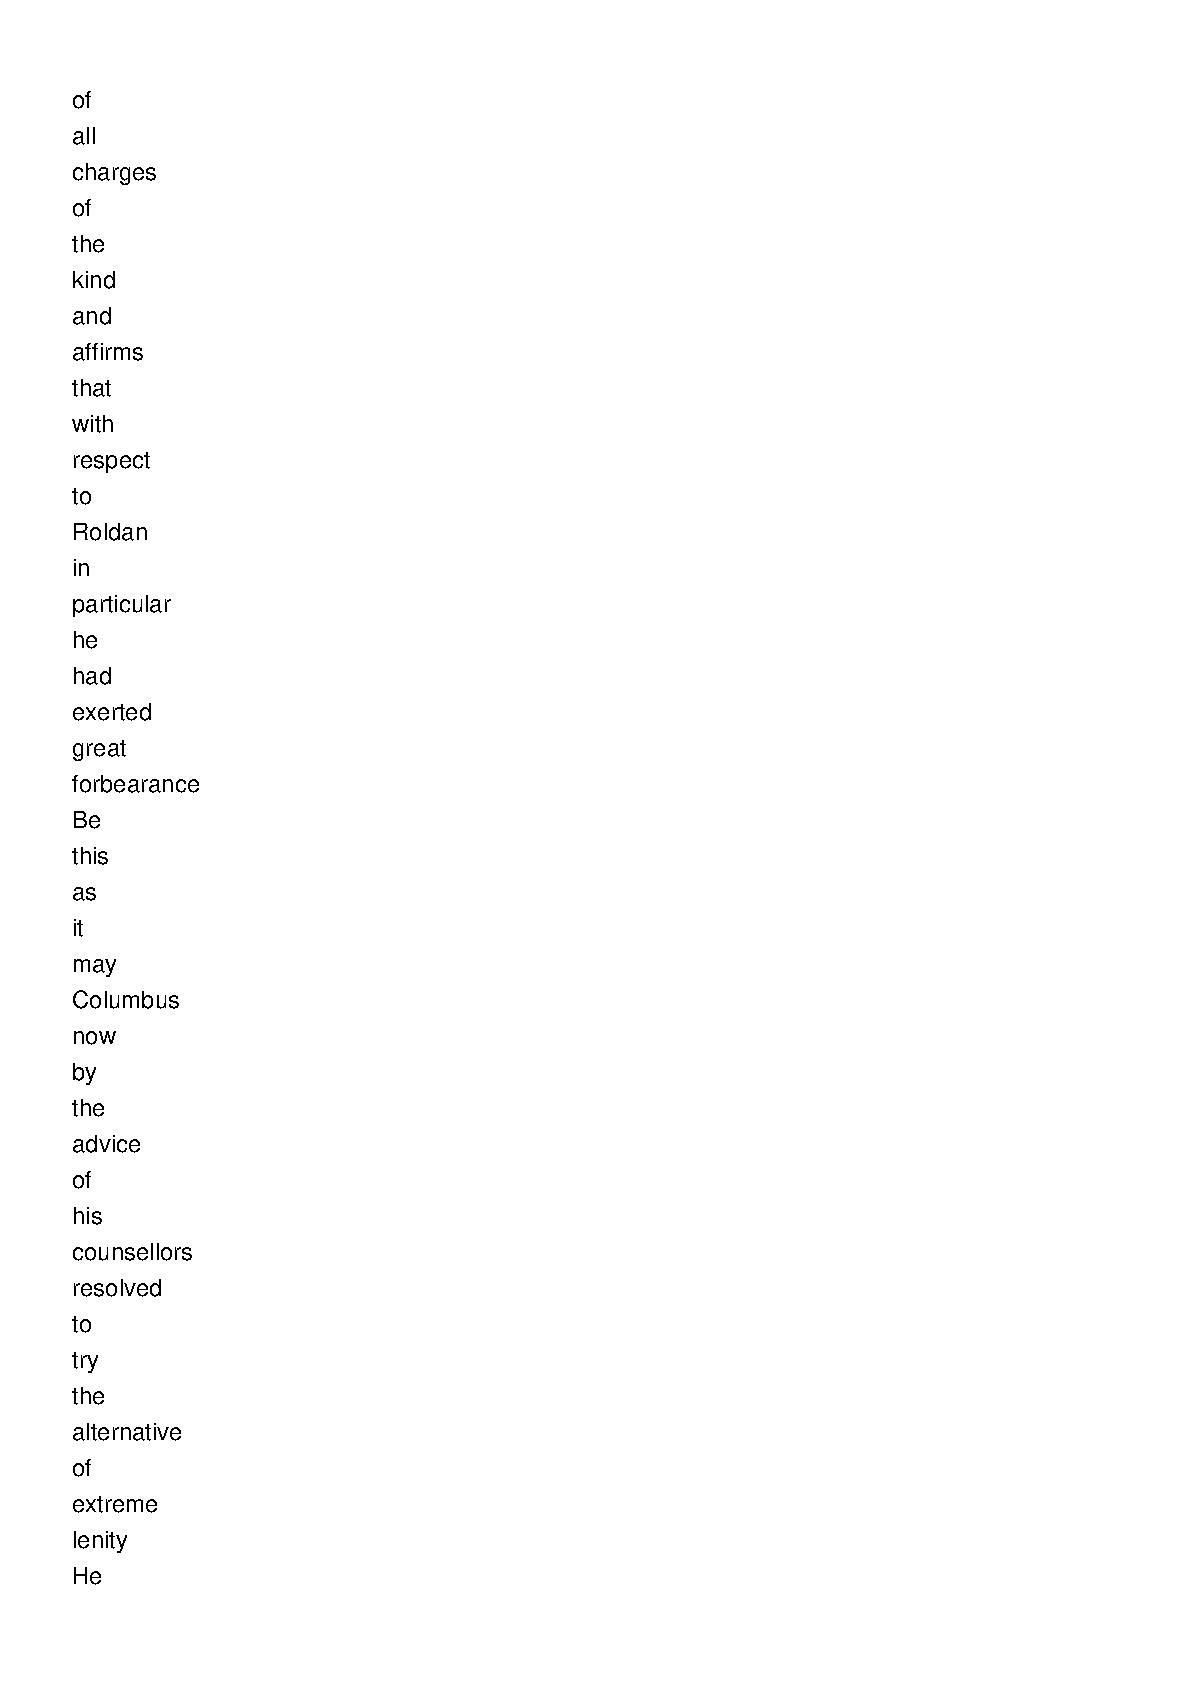 of
all
charges
of
the
kind
and
affirms
that
with
respect
to
Roldan
in
particular
he
had
exerted
great
forbearance
Be
this
as
it
may
Columbus
now
by
the
advice
of
his
counsellors
resolved
to
try
the
alternative
of
extreme
lenity
He